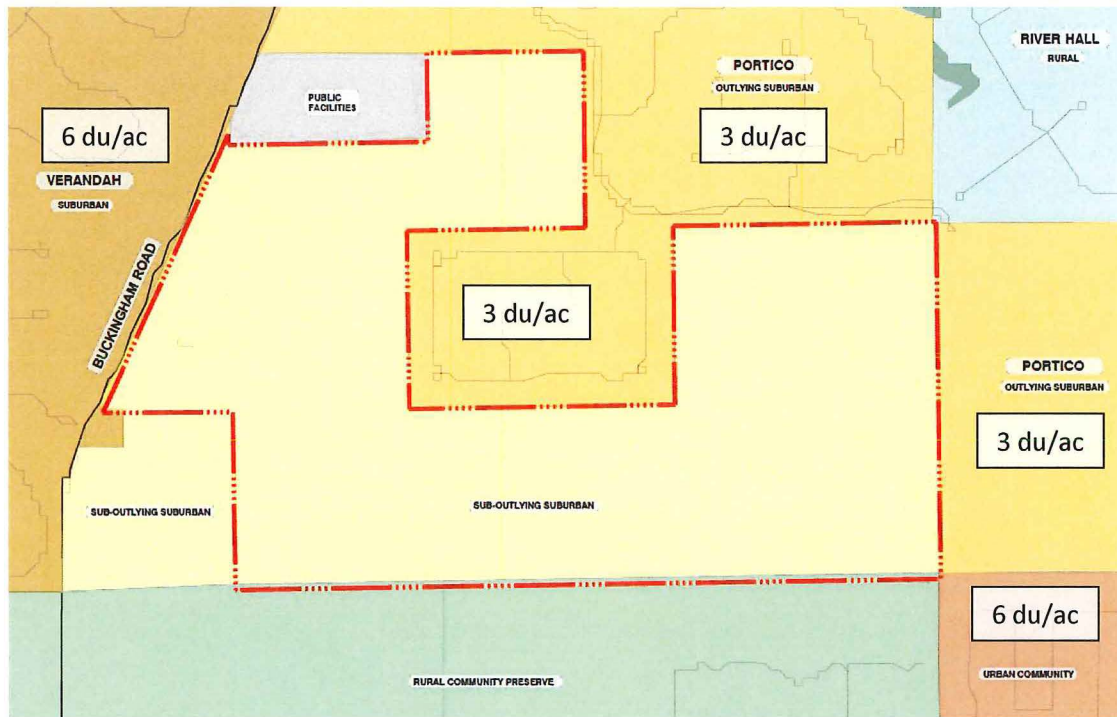 RIVER HALL
RURAL
PORTICO
OUTLYING SUBURBAN
3 du/ac
PUBLIC
FACILITIES
6 du/ac
VERANDAH
SUBURBAN
BUCKINGHAM ROAD
3 du/ac
PORTICO
OUTLYING SUBURBAN
3 du/ac
SUB-OUTLYING SUBURBAN
SUB-OUTLYING SUBURBAN
6 du/ac
URBAN COMMUNITY
RURAL COMMUNITY PRESERVE